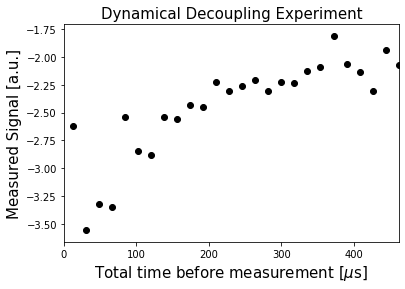 Dynamical Decoupling Experiment
Measured Signal [a.u.]
−1.75
−2.00
−2.25
−2.50
−2.75
−3.00
−3.25
−3.50
0 100 200 300 400
Total time before measurement [μs]